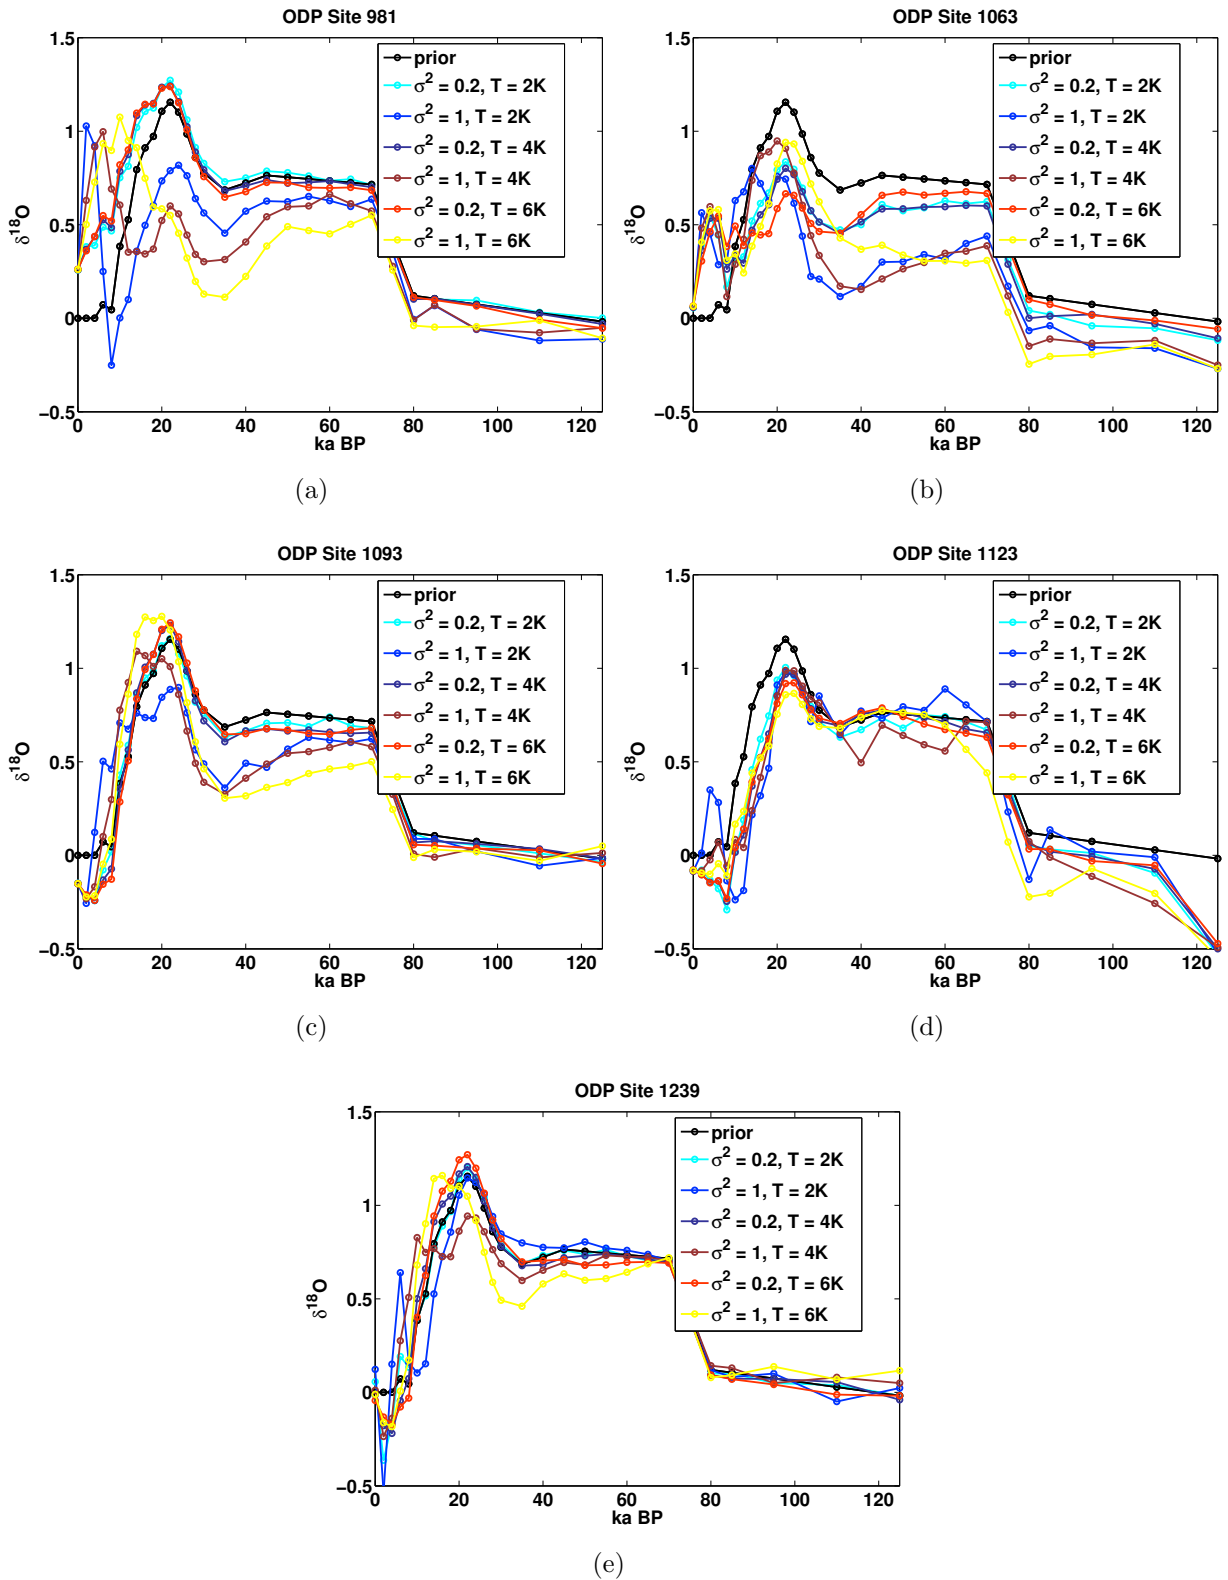 ODP Site 981
1.5
1
0.5
0
−0.5
δ18O
0 20 40 60 80 100 120
ka BP
prior
σ2 = 0.2, T = 2K
σ2 = 1, T = 2K
σ2 = 0.2, T = 4K
σ2 = 1, T = 4K
σ2 = 0.2, T = 6K
σ2 = 1, T = 6K
(a)
ODP Site 1063
1.5
1
0.5
0
−0.5
δ18O
0 20 40 60 80 100 120
ka BP
prior
σ2 = 0.2, T = 2K
σ2 = 1, T = 2K
σ2 = 0.2, T = 4K
σ2 = 1, T = 4K
σ2 = 0.2, T = 6K
σ2 = 1, T = 6K
(b)
ODP Site 1093
1.5
1
0.5
0
−0.5
δ18O
0 20 40 60 80 100 120
ka BP
prior
σ2 = 0.2, T = 2K
σ2 = 1, T = 2K
σ2 = 0.2, T = 4K
σ2 = 1, T = 4K
σ2 = 0.2, T = 6K
σ2 = 1, T = 6K
(c)
ODP Site 1123
1.5
1
0.5
0
−0.5
δ18O
0 20 40 60 80 100 120
ka BP
prior
σ2 = 0.2, T = 2K
σ2 = 1, T = 2K
σ2 = 0.2, T = 4K
σ2 = 1, T = 4K
σ2 = 0.2, T = 6K
σ2 = 1, T = 6K
(d)
ODP Site 1239
1.5
1
0.5
0
−0.5
δ18O
0 20 40 60 80 100 120
ka BP
prior
σ2 = 0.2, T = 2K
σ2 = 1, T = 2K
σ2 = 0.2, T = 4K
σ2 = 1, T = 4K
σ2 = 0.2, T = 6K
σ2 = 1, T = 6K
(e)